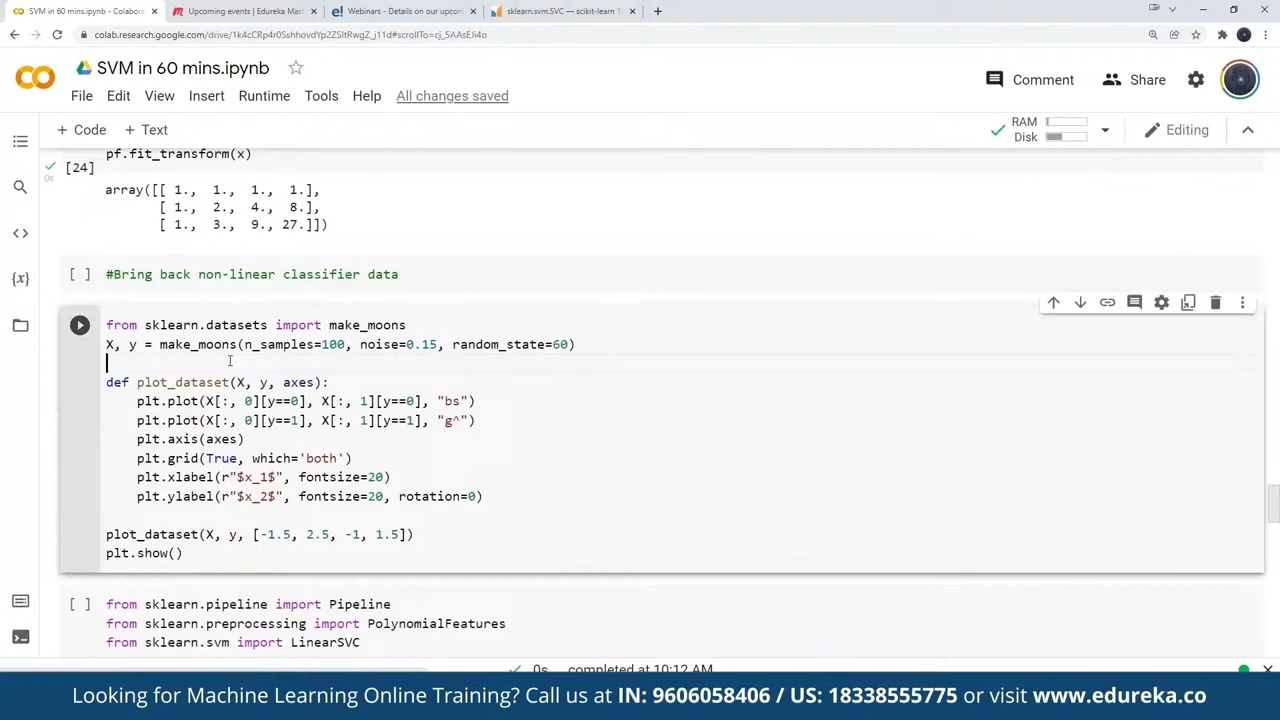 SVM in 60 mins.ipynb - Colabora
Upcoming events | Edureka Mast
Webinars - Details on our upcom
sklearn.svm.SVC — scikit-learn 1
colab.research.google.com/drive/1k4cCRp4r0SshhovdYp2ZSItRwgZ_j11d#scrollTo=cj_5AAsEJi4o
SVM in 60 mins.ipynb
Comment
Share
File Edit View Insert Runtime Tools Help All changes saved
+ Code + Text
RAM
Disk
Editing
pf.fit_transform(x)
[24]
0s
array([[ 1., 1., 1., 1.],
[ 1., 2., 4., 8.],
[ 1., 3., 9., 27.]])
[ ] #Bring back non-linear classifier data
from sklearn.datasets import make_moons
X, y = make_moons(n_samples=100, noise=0.15, random_state=60)
def plot_dataset(X, y, axes):
plt.plot(X[:, 0][y==0], X[:, 1][y==0], "bs")
plt.plot(X[:, 0][y==1], X[:, 1][y==1], "g^")
plt.axis(axes)
plt.grid(True, which='both')
plt.xlabel(r"$x_1$", fontsize=20)
plt.ylabel(r"$x_2$", fontsize=20, rotation=0)
plot_dataset(X, y, [-1.5, 2.5, -1, 1.5])
plt.show()
[ ] from sklearn.pipeline import Pipeline
from sklearn.preprocessing import PolynomialFeatures
from sklearn.svm import LinearSVC
0s completed at 10:12 AM
Looking for Machine Learning Online Training? Call us at IN: 9606058406 / US: 18338555775 or visit www.edureka.co